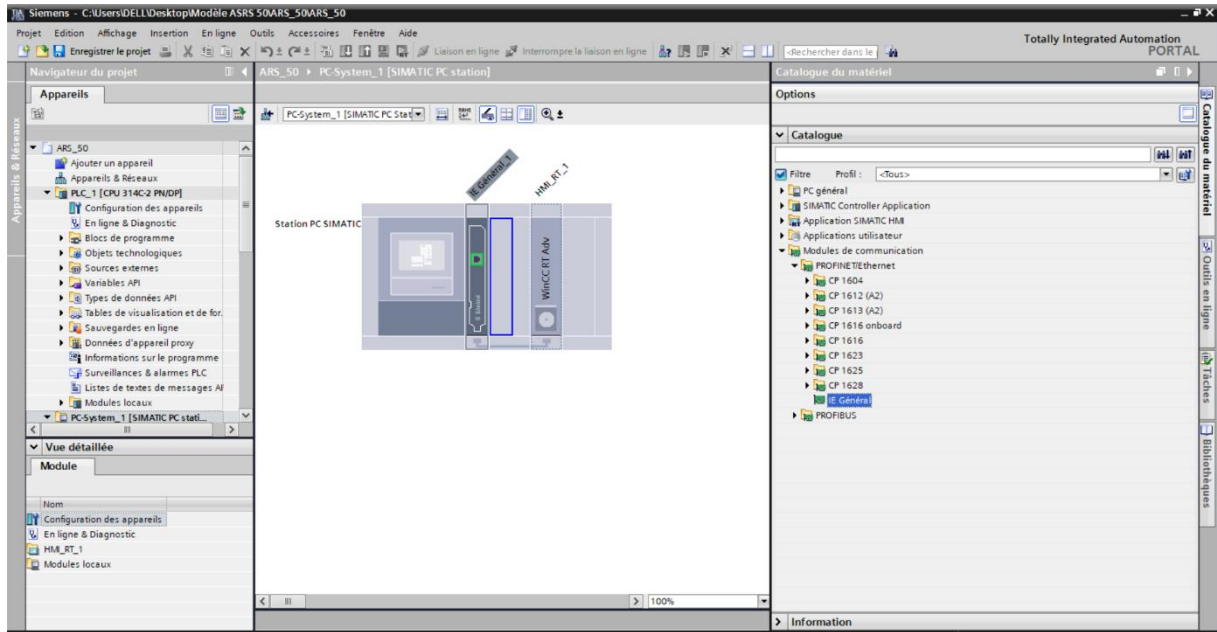 Siemens - C:\Users\DELL\Desktop\Modèle ASRS 50\ARS_50\ARS_50
Projet Edition Affichage Insertion En ligne Outils Accessoires Fenêtre Aide
Totally Integrated Automation
PORTAL
Enregistrer le projet Liaison en ligne Interrompre la liaison en ligne <Rechercher dans le
Navigateur du projet
ARS_50 PC-System_1 [SIMATIC PC station]
Catalogue du matériel
Appareils
Options
PC-System_1 [SIMATIC PC Stat
ARS_50
Ajouter un appareil
Appareils & Réseaux
PLC_1 [CPU 314C-2 PN/DP]
Configuration des appareils
En ligne & Diagnostic
Blocs de programme
Objets technologiques
Sources externes
Variables API
Types de données API
Tables de visualisation et de for.
Sauvegardes en ligne
Données d'appareil proxy
Informations sur le programme
Surveillances & alarmes PLC
Listes de textes de messages AP
Modules locaux
PC-System_1 [SIMATIC PC stati...
Vue détaillée
Module
Nom
Configuration des appareils
En ligne & Diagnostic
HMI_RT_1
Modules locaux
Appareils & Réseaux
IE Général_1
HMI_RT_1
Station PC SIMATIC
WinCC RT Adv
IE Général
100%
Catalogue
Filtre Profil : <Tous>
PC général
SIMATIC Controller Application
Application SIMATIC HMI
Applications utilisateur
Modules de communication
PROFINET/Ethernet
CP 1604
CP 1612 (A2)
CP 1613 (A2)
CP 1616 onboard
CP 1616
CP 1623
CP 1625
CP 1628
IE Général
PROFIBUS
Information
Catalogue du matériel
Outils en ligne
Tâches
Bibliothèques